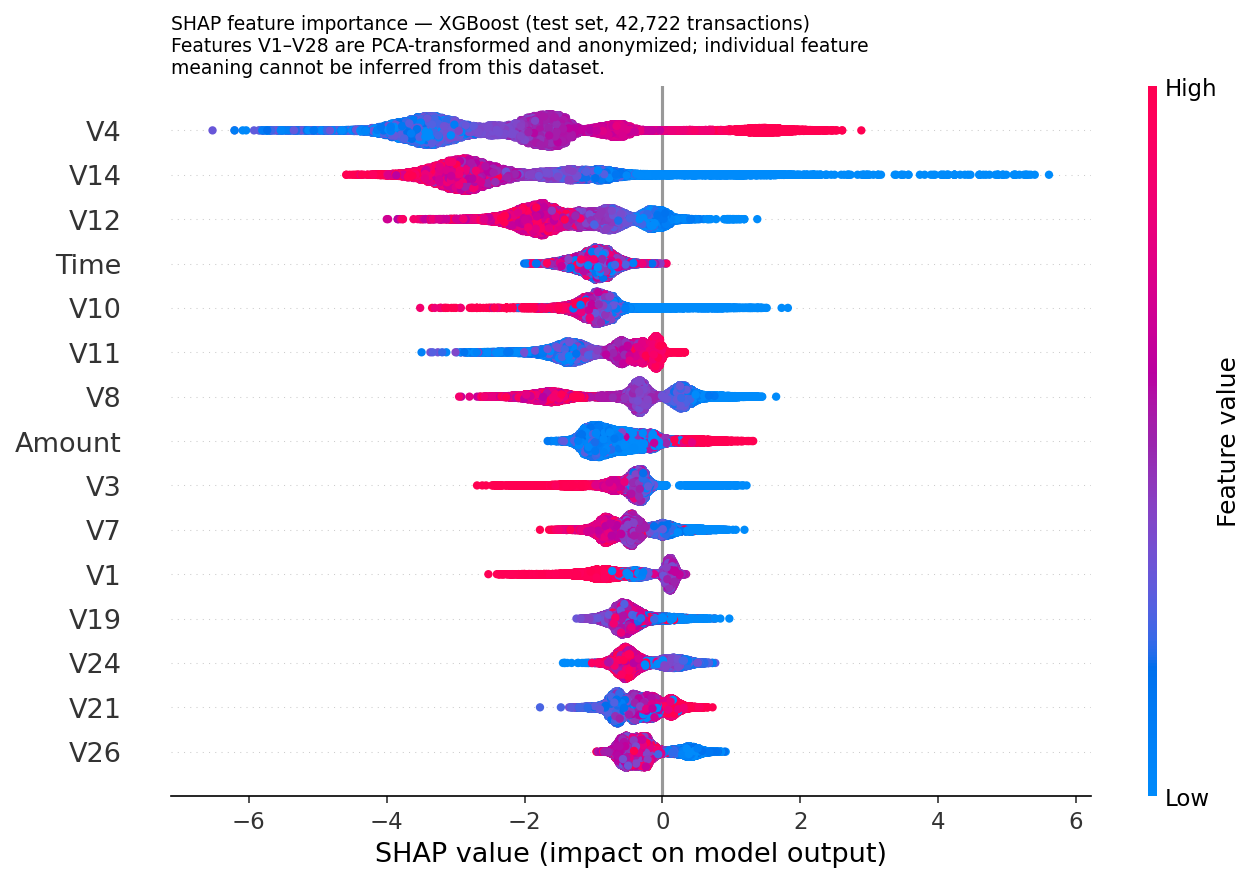 SHAP feature importance — XGBoost (test set, 42,722 transactions)
Features V1–V28 are PCA-transformed and anonymized; individual feature
meaning cannot be inferred from this dataset.
High
V4
V14
V12
Time
V10
V11
V8
Amount
V3
V7
V1
V19
V24
V21
V26
Feature value
Low
−6
−4
−2
0
2
4
6
SHAP value (impact on model output)